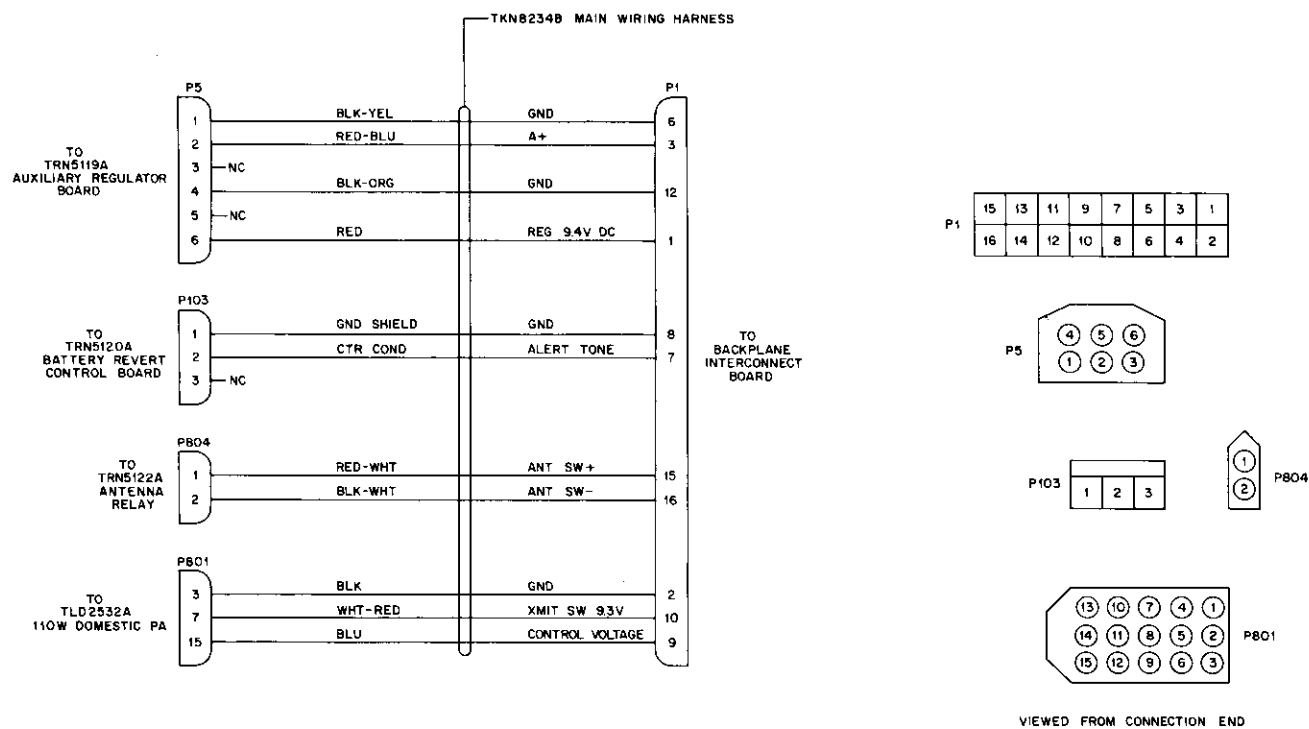 TKN8234B MAIN WIRING HARNESS
P5
P1
1 BLK-YEL GND 6
2 RED-BLU A+ 3
3 NC
4 BLK-ORG GND 12
5 NC
6 RED REG 9.4V DC 1
TO
TRN5119A
AUXILIARY REGULATOR
BOARD
P103
1 GND SHIELD GND 8
2 CTR COND ALERT TONE 7
3 NC
TO
TRN5120A
BATTERY REVERT
CONTROL BOARD
TO
BACKPLANE
INTERCONNECT
BOARD
P804
1 RED-WHT ANT SW+ 15
2 BLK-WHT ANT SW- 16
TO
TRN5122A
ANTENNA
RELAY
P801
3 BLK GND 2
7 WHT-RED XMIT SW 9.3V 10
15 BLU CONTROL VOLTAGE 9
TO
TLD2532A
110W DOMESTIC PA
P1
15 13 11 9 7 5 3 1
16 14 12 10 8 6 4 2
P5
4 5 6
1 2 3
P103
1 2 3
P804
1
2
P801
13 10 7 4 1
14 11 8 5 2
15 12 9 6 3
VIEWED FROM CONNECTION END